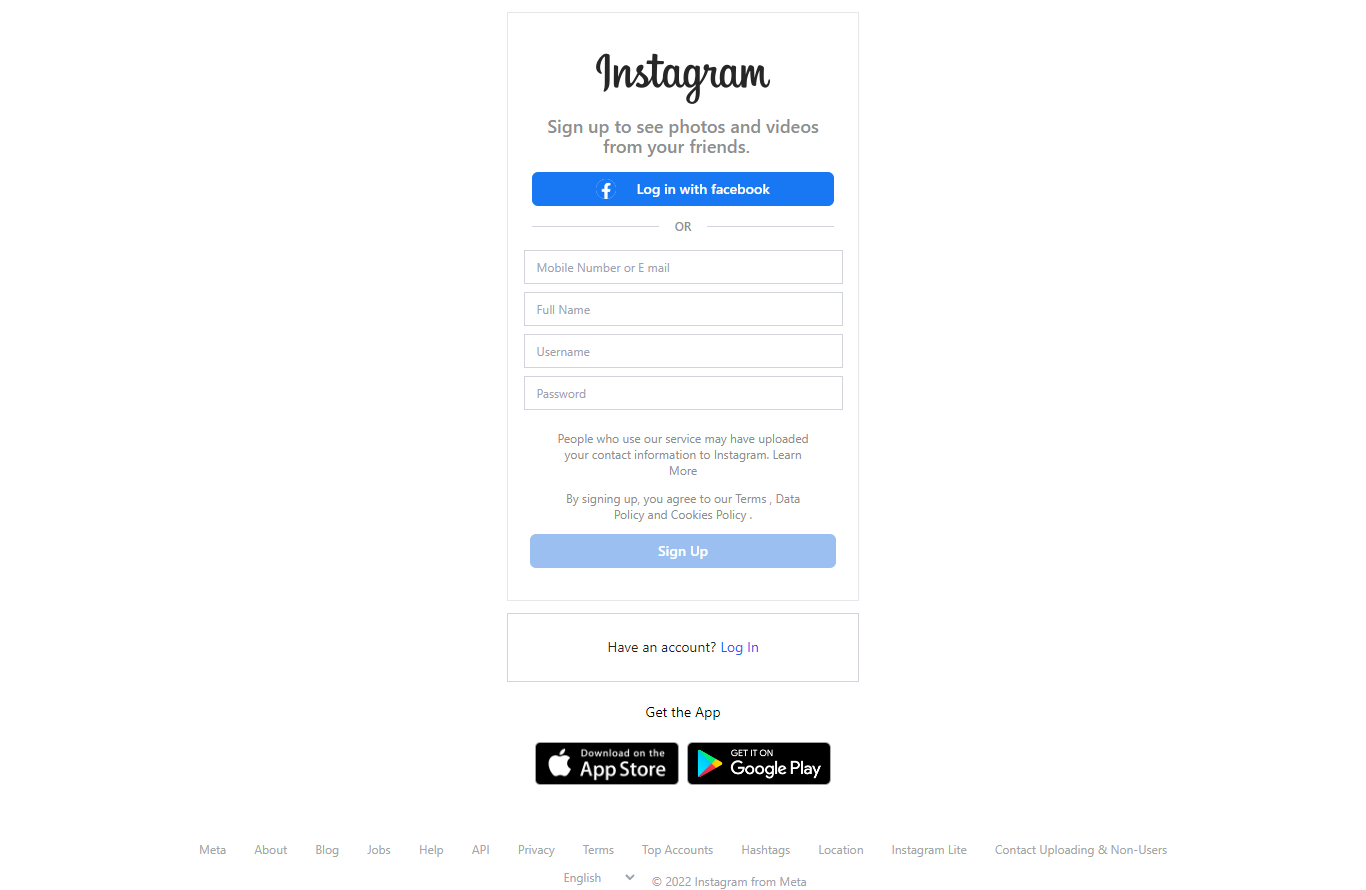 Instagram
Sign up to see photos and videos
from your friends.
Log in with facebook
OR
Mobile Number or E mail
Full Name
Username
Password
People who use our service may have uploaded
your contact information to Instagram. Learn
More
By signing up, you agree to our Terms , Data
Policy and Cookies Policy .
Sign Up
Have an account? Log In
Get the App
Download on the
App Store
GET IT ON
Google Play
Meta About Blog Jobs Help API Privacy Terms Top Accounts Hashtags Location Instagram Lite Contact Uploading & Non-Users
English © 2022 Instagram from Meta